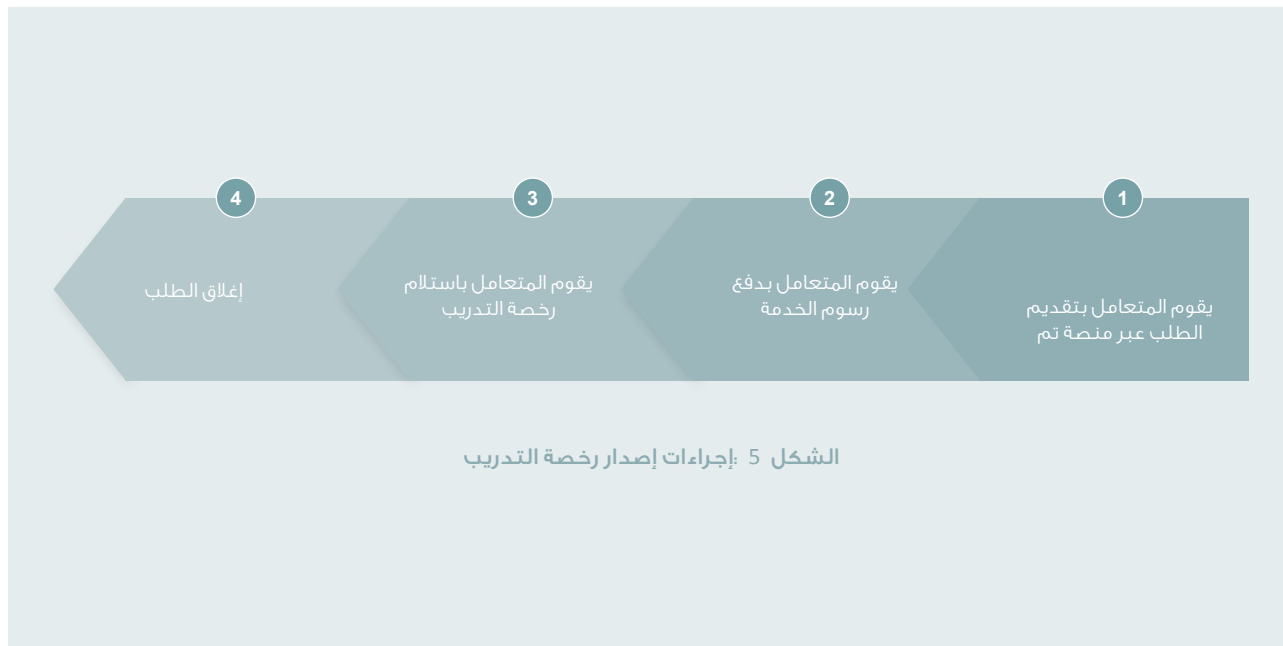 1
يقوم المتعامل بتقديم
الطلب عبر منصة تم
2
يقوم المتعامل بدفع
رسوم الخدمة
3
يقوم المتعامل باستلام
رخصة التدريب
4
إغلاق الطلب
الشكل 5 :إجراءات إصدار رخصة التدريب